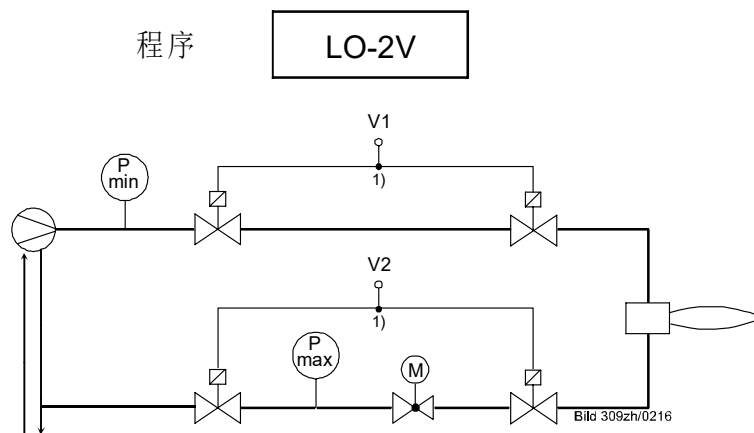 程序 LO-2V
V1
P
min
1)
V2
P
max
1)
M
Bild 309zh/0216